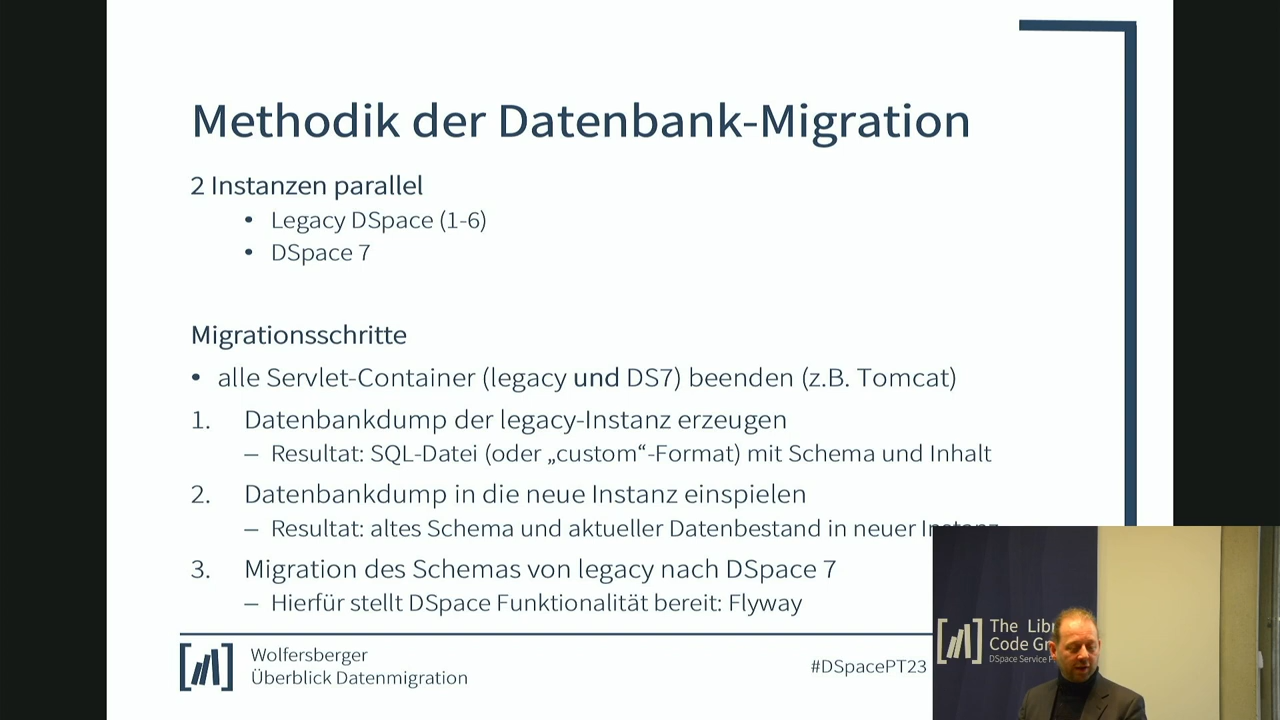 Methodik der Datenbank-Migration
2 Instanzen parallel
• Legacy DSpace (1-6)
• DSpace 7
Migrationsschritte
• alle Servlet-Container (legacy und DS7) beenden (z.B. Tomcat)
1. Datenbankdump der legacy-Instanz erzeugen
– Resultat: SQL-Datei (oder „custom“-Format) mit Schema und Inhalt
2. Datenbankdump in die neue Instanz einspielen
– Resultat: altes Schema und aktueller Datenbestand in neuer Instanz
3. Migration des Schemas von legacy nach DSpace 7
– Hierfür stellt DSpace Funktionalität bereit: Flyway
Wolfersberger
Überblick Datenmigration
#DSpacePT23
The Libr
Code Gr
DSpace Service P